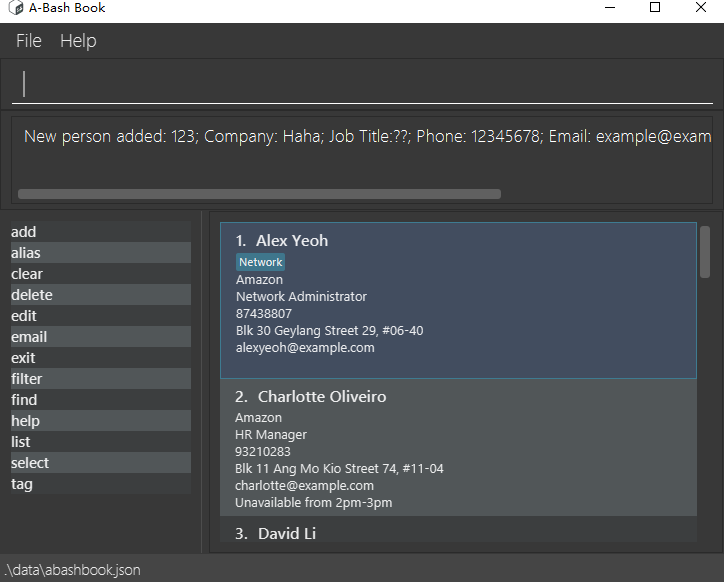 A-Bash Book
File Help
New person added: 123; Company: Haha; Job Title:??; Phone: 12345678; Email: example@exam
add
alias
clear
delete
edit
email
exit
filter
find
help
list
select
tag
1. Alex Yeoh
Network
Amazon
Network Administrator
87438807
Blk 30 Geylang Street 29, #06-40
alexyeoh@example.com
2. Charlotte Oliveiro
Amazon
HR Manager
93210283
Blk 11 Ang Mo Kio Street 74, #11-04
charlotte@example.com
Unavailable from 2pm-3pm
3. David Li
.\data\abashbook.json